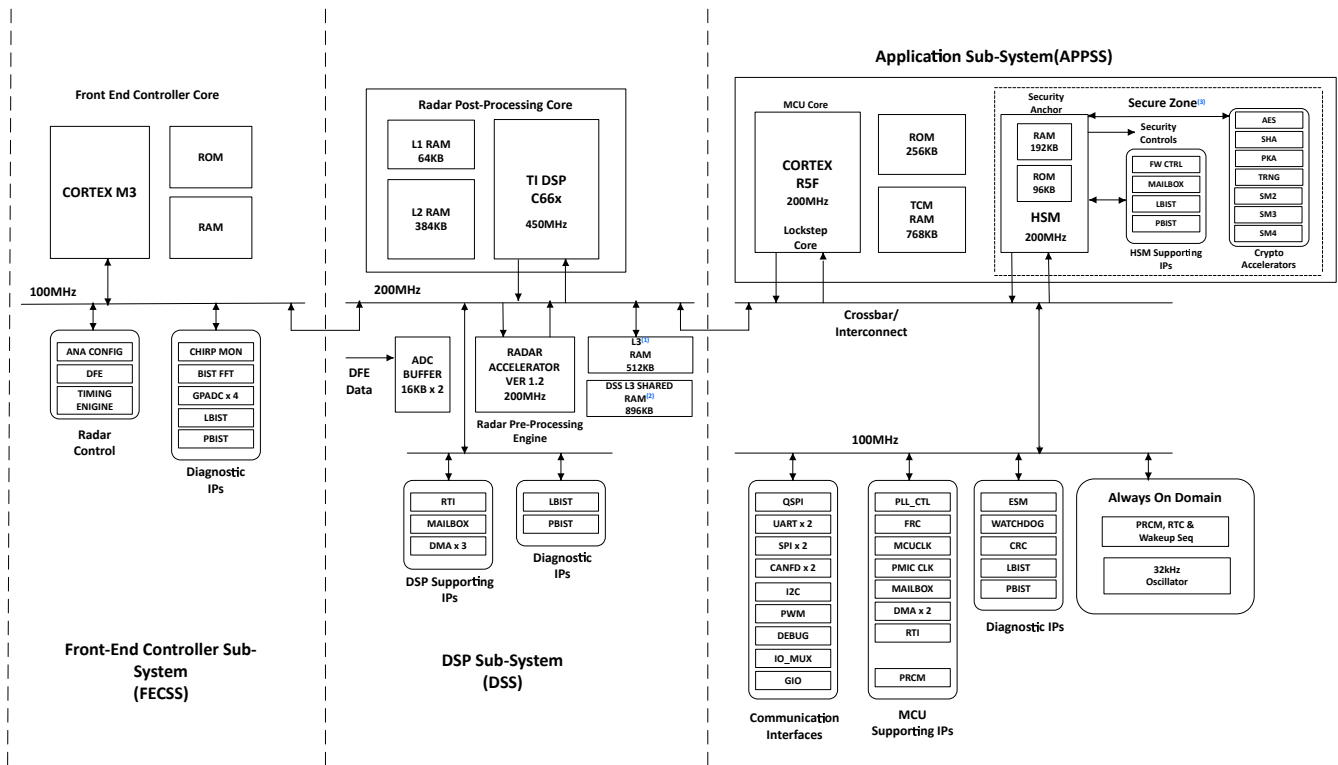 Front End Controller Core
CORTEX M3
ROM
RAM
100MHz
ANA CONFIG
DFE
TIMING
ENIGINE
Radar
Control
CHIRP MON
BIST FFT
GPADC x 4
LBIST
PBIST
Diagnostic
IPs
Front-End Controller Sub-
System
(FECSS)
Radar Post-Processing Core
L1 RAM
64KB
L2 RAM
384KB
TI DSP
C66x
450MHz
200MHz
DFE
Data
ADC
BUFFER
16KB x 2
RADAR
ACCELERATOR
VER 1.2
200MHz
Radar Pre-Processing
Engine
L3(1)
RAM
512KB
DSS L3 SHARED
RAM(2)
896KB
RTI
MAILBOX
DMA x 3
DSP Supporting
IPs
LBIST
PBIST
Diagnostic
IPs
DSP Sub-System
(DSS)
Application Sub-System(APPSS)
MCU Core
CORTEX
R5F
200MHz
Lockstep
Core
ROM
256KB
TCM
RAM
768KB
Security
Anchor
RAM
192KB
ROM
96KB
HSM
200MHz
Secure Zone(3)
Security
Controls
FW CTRL
MAILBOX
LBIST
PBIST
HSM Supporting
IPs
AES
SHA
PKA
TRNG
SM2
SM3
SM4
Crypto
Accelerators
Crossbar/
Interconnect
100MHz
QSPI
UART x 2
SPI x 2
CANFD x 2
I2C
PWM
DEBUG
IO_MUX
GIO
Communication
Interfaces
PLL_CTL
FRC
MCUCLK
PMIC CLK
MAILBOX
DMA x 2
RTI
PRCM
MCU
Supporting IPs
ESM
WATCHDOG
CRC
LBIST
PBIST
Diagnostic IPs
Always On Domain
PRCM, RTC &
Wakeup Seq
32kHz
Oscillator